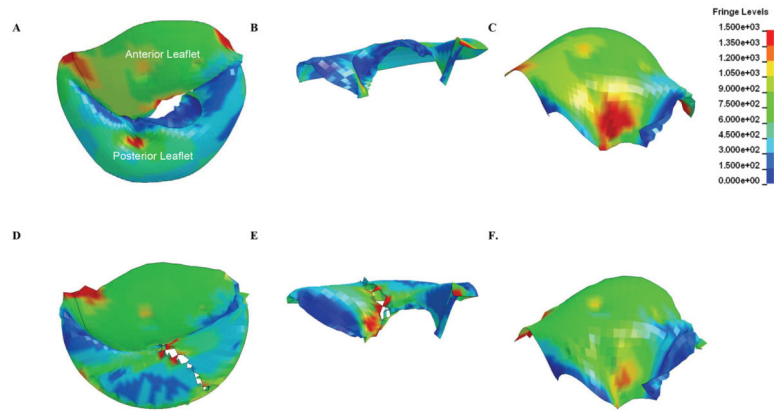 A
B
C
Fringe Levels
1.500e+03
1.350e+03
1.200e+03
1.050e+03
9.000e+02
7.500e+02
6.000e+02
4.500e+02
3.000e+02
1.500e+02
0.000e+00
Anterior Leaflet
Posterior Leaflet
D
E
F.